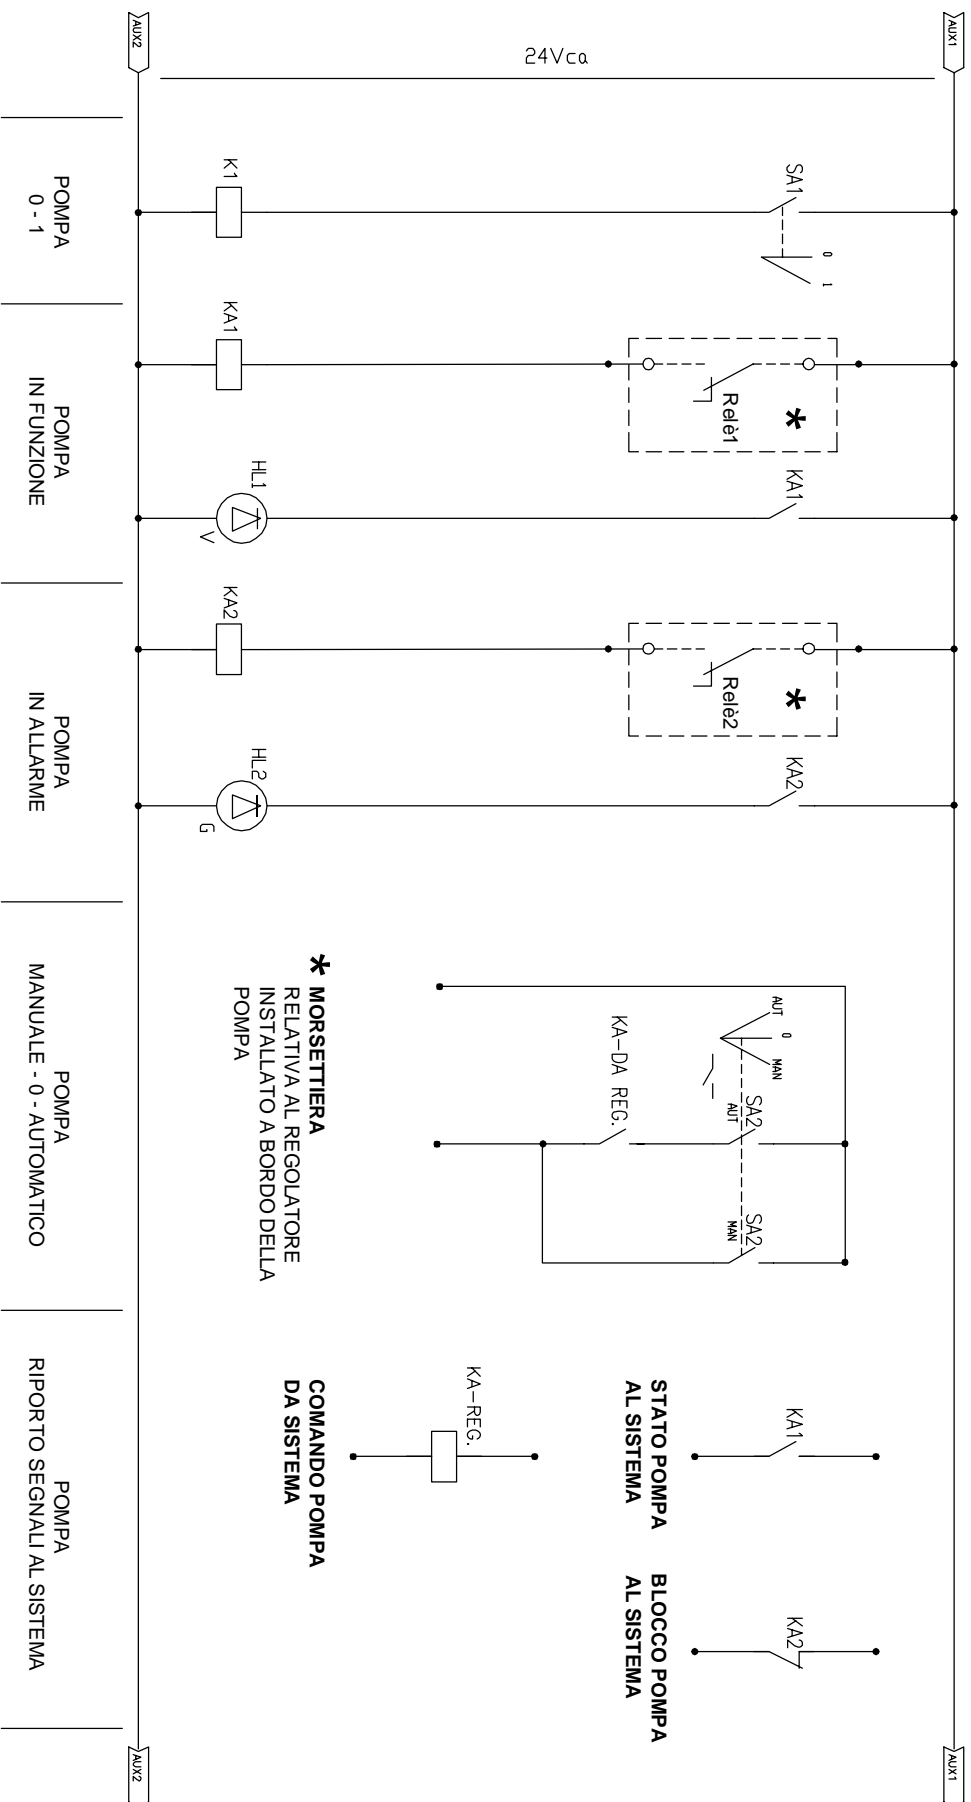 AUX1
AUX1
24Vca
AUX2
AUX2
SA1
0
1
K1
*
Relè1
KA1
KA1
HL1
V
*
Relè2
KA2
KA2
HL2
G
AUT
0
MAN
SA2
AUT
SA2
MAN
KA-DA REG.
* MORSETTIERA
RELATIVA AL REGOLATORE
INSTALLATO A BORDO DELLA
POMPA
KA1
STATO POMPA
AL SISTEMA
KA2
BLOCCO POMPA
AL SISTEMA
KA-REG.
COMANDO POMPA
DA SISTEMA
POMPA
0 - 1
POMPA
IN FUNZIONE
POMPA
IN ALLARME
POMPA
MANUALE - 0 - AUTOMATICO
POMPA
RIPORTO SEGNALI AL SISTEMA